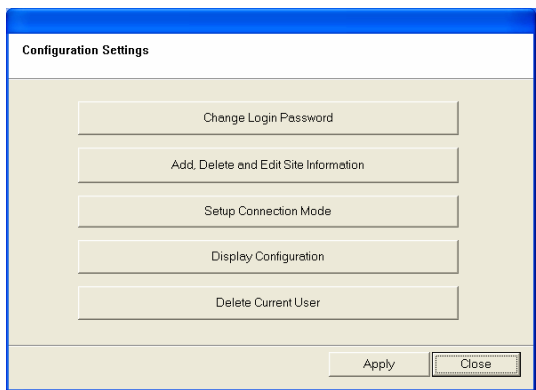 Configuration Settings
Change Login Password
Add, Delete and Edit Site Information
Setup Connection Mode
Display Configuration
Delete Current User
Apply Close